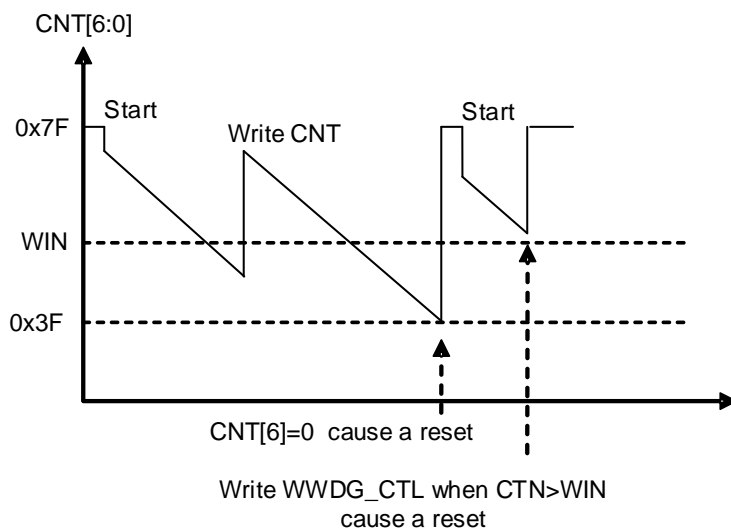 CNT[6:0]
Start
Start
0x7F
Write CNT
WIN
0x3F
CNT[6]=0 cause a reset
Write WWDG_CTL when CTN>WIN
cause a reset